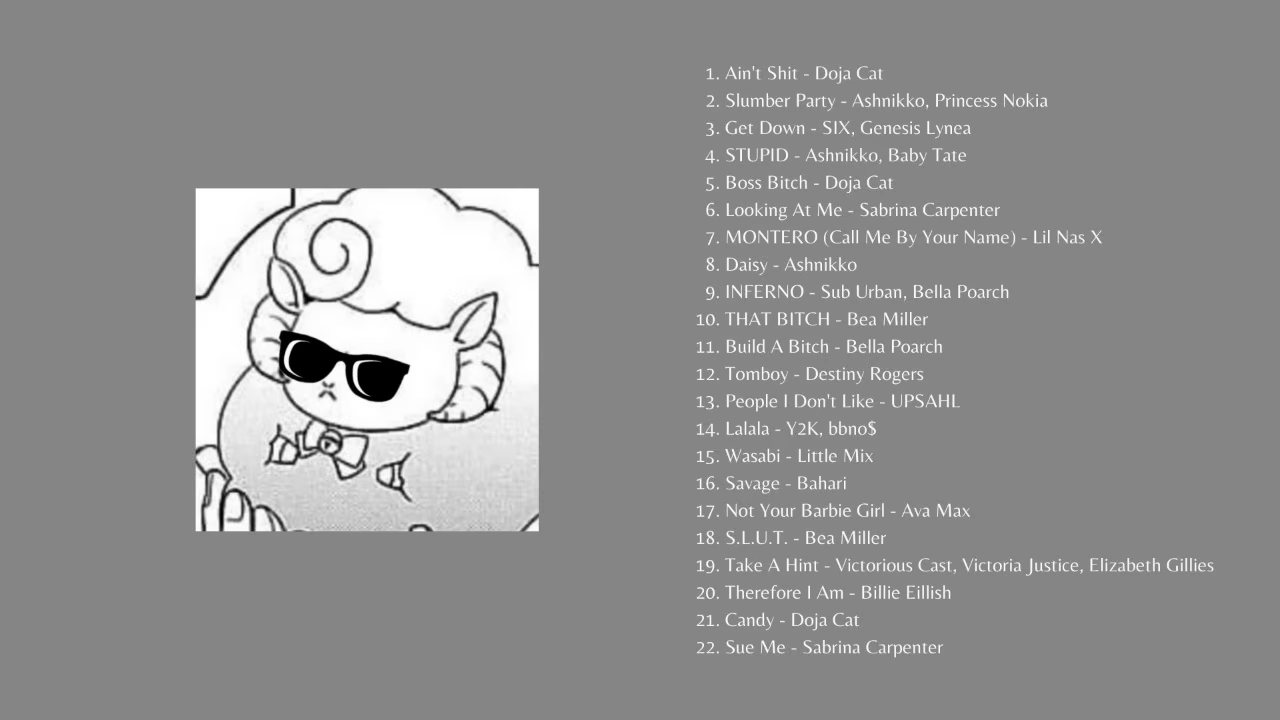 1. Ain't Shit - Doja Cat
2. Slumber Party - Ashnikko, Princess Nokia
3. Get Down - SIX, Genesis Lynea
4. STUPID - Ashnikko, Baby Tate
5. Boss Bitch - Doja Cat
6. Looking At Me - Sabrina Carpenter
7. MONTERO (Call Me By Your Name) - Lil Nas X
8. Daisy - Ashnikko
9. INFERNO - Sub Urban, Bella Poarch
10. THAT BITCH - Bea Miller
11. Build A Bitch - Bella Poarch
12. Tomboy - Destiny Rogers
13. People I Don't Like - UPSAHL
14. Lalala - Y2K, bbno$
15. Wasabi - Little Mix
16. Savage - Bahari
17. Not Your Barbie Girl - Ava Max
18. S.L.U.T. - Bea Miller
19. Take A Hint - Victorious Cast, Victoria Justice, Elizabeth Gillies
20. Therefore I Am - Billie Eillish
21. Candy - Doja Cat
22. Sue Me - Sabrina Carpenter